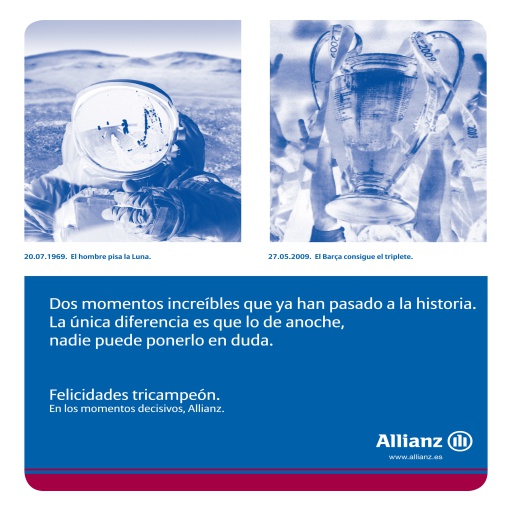 2009
2009
20.07.1969. El hombre pisa la Luna.
27.05.2009. El Barça consigue el triplete.
Dos momentos increíbles que ya han pasado a la historia.
La única diferencia es que lo de anoche,
nadie puede ponerlo en duda.
Felicidades tricampeón.
En los momentos decisivos, Allianz.
Allianz
www.allianz.es